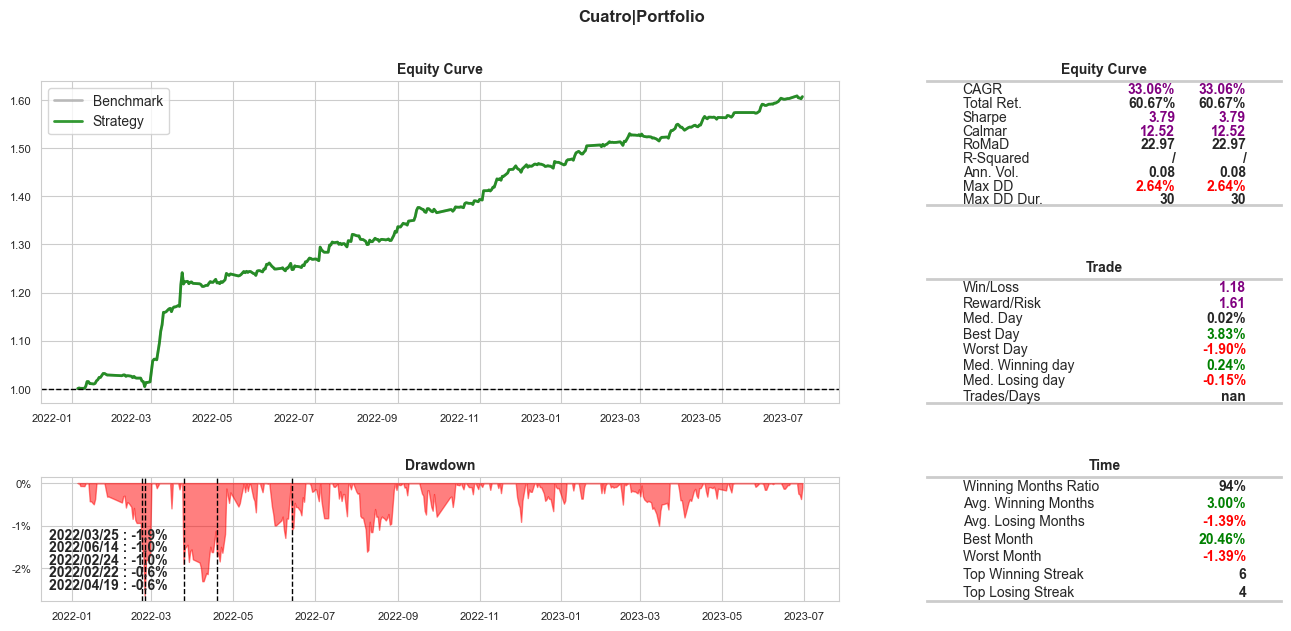 Cuatro|Portfolio
Equity Curve
Benchmark
Strategy
1.60
1.50
1.40
1.30
1.20
1.10
1.00
2022-01 2022-03 2022-05 2022-07 2022-09 2022-11 2023-01 2023-03 2023-05 2023-07
Drawdown
0%
-1%
-2%
2022/03/25 : -1.9%
2022/06/14 : -1.0%
2022/02/24 : -1.0%
2022/02/22 : -0.6%
2022/04/19 : -0.6%
2022-01 2022-03 2022-05 2022-07 2022-09 2022-11 2023-01 2023-03 2023-05 2023-07
Equity Curve
CAGR 33.06% 33.06%
Total Ret. 60.67% 60.67%
Sharpe 3.79 3.79
Calmar 12.52 12.52
RoMaD 22.97 22.97
R-Squared / /
Ann. Vol. 0.08 0.08
Max DD 2.64% 2.64%
Max DD Dur. 30 30
Trade
Win/Loss 1.18
Reward/Risk 1.61
Med. Day 0.02%
Best Day 3.83%
Worst Day -1.90%
Med. Winning day 0.24%
Med. Losing day -0.15%
Trades/Days nan
Time
Winning Months Ratio 94%
Avg. Winning Months 3.00%
Avg. Losing Months -1.39%
Best Month 20.46%
Worst Month -1.39%
Top Winning Streak 6
Top Losing Streak 4